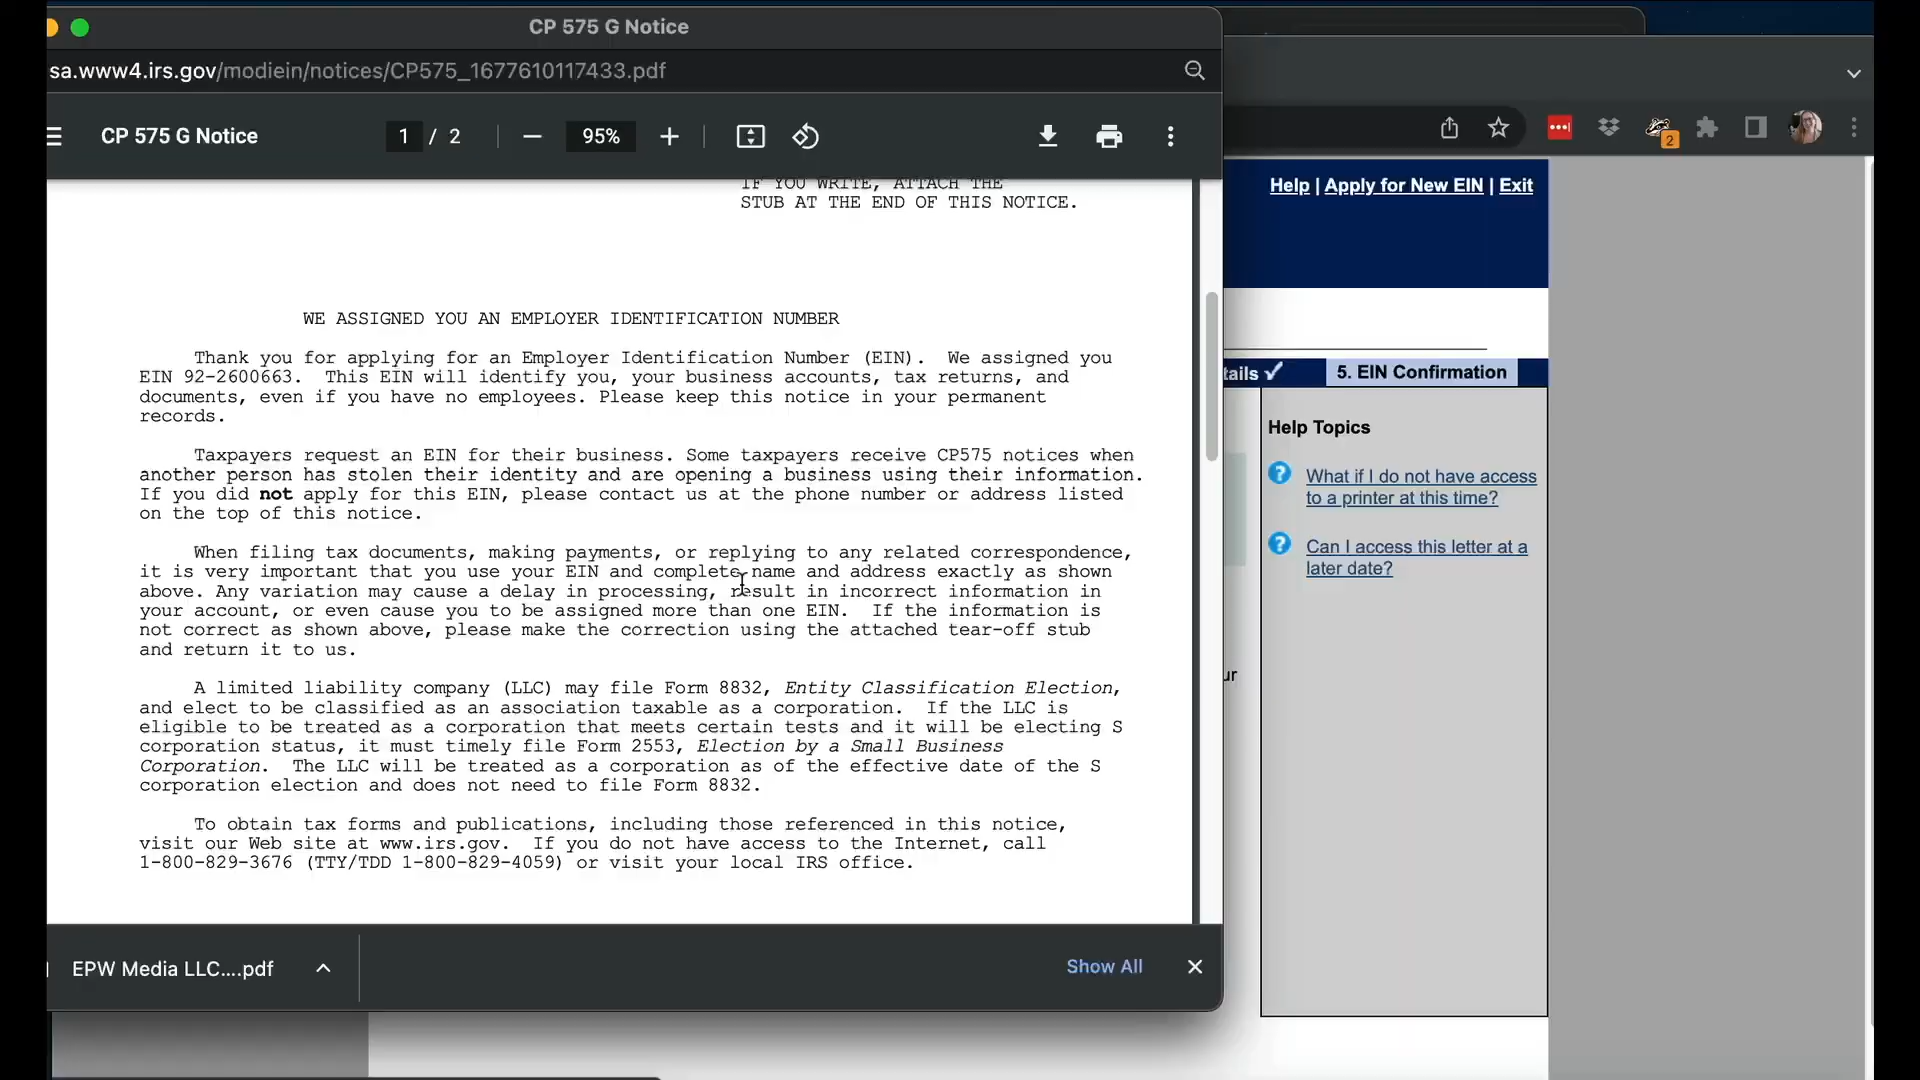 CP 575 G Notice
sa.www4.irs.gov/modiein/notices/CP575_1677610117433.pdf
CP 575 G Notice
1 / 2
95%
IF YOU WRITE, ATTACH THE
STUB AT THE END OF THIS NOTICE.
WE ASSIGNED YOU AN EMPLOYER IDENTIFICATION NUMBER
Thank you for applying for an Employer Identification Number (EIN). We assigned you
EIN 92-2600663. This EIN will identify you, your business accounts, tax returns, and
documents, even if you have no employees. Please keep this notice in your permanent
records.
Taxpayers request an EIN for their business. Some taxpayers receive CP575 notices when
another person has stolen their identity and are opening a business using their information.
If you did not apply for this EIN, please contact us at the phone number or address listed
on the top of this notice.
When filing tax documents, making payments, or replying to any related correspondence,
it is very important that you use your EIN and complete name and address exactly as shown
above. Any variation may cause a delay in processing, result in incorrect information in
your account, or even cause you to be assigned more than one EIN. If the information is
not correct as shown above, please make the correction using the attached tear-off stub
and return it to us.
A limited liability company (LLC) may file Form 8832, Entity Classification Election,
and elect to be classified as an association taxable as a corporation. If the LLC is
eligible to be treated as a corporation that meets certain tests and it will be electing S
corporation status, it must timely file Form 2553, Election by a Small Business
Corporation. The LLC will be treated as a corporation as of the effective date of the S
corporation election and does not need to file Form 8832.
To obtain tax forms and publications, including those referenced in this notice,
visit our Web site at www.irs.gov. If you do not have access to the Internet, call
1-800-829-3676 (TTY/TDD 1-800-829-4059) or visit your local IRS office.
EPW Media LLC....pdf
Show All
2
Help | Apply for New EIN | Exit
tails ✓
5. EIN Confirmation
Help Topics
What if I do not have access
to a printer at this time?
Can I access this letter at a
later date?
ur